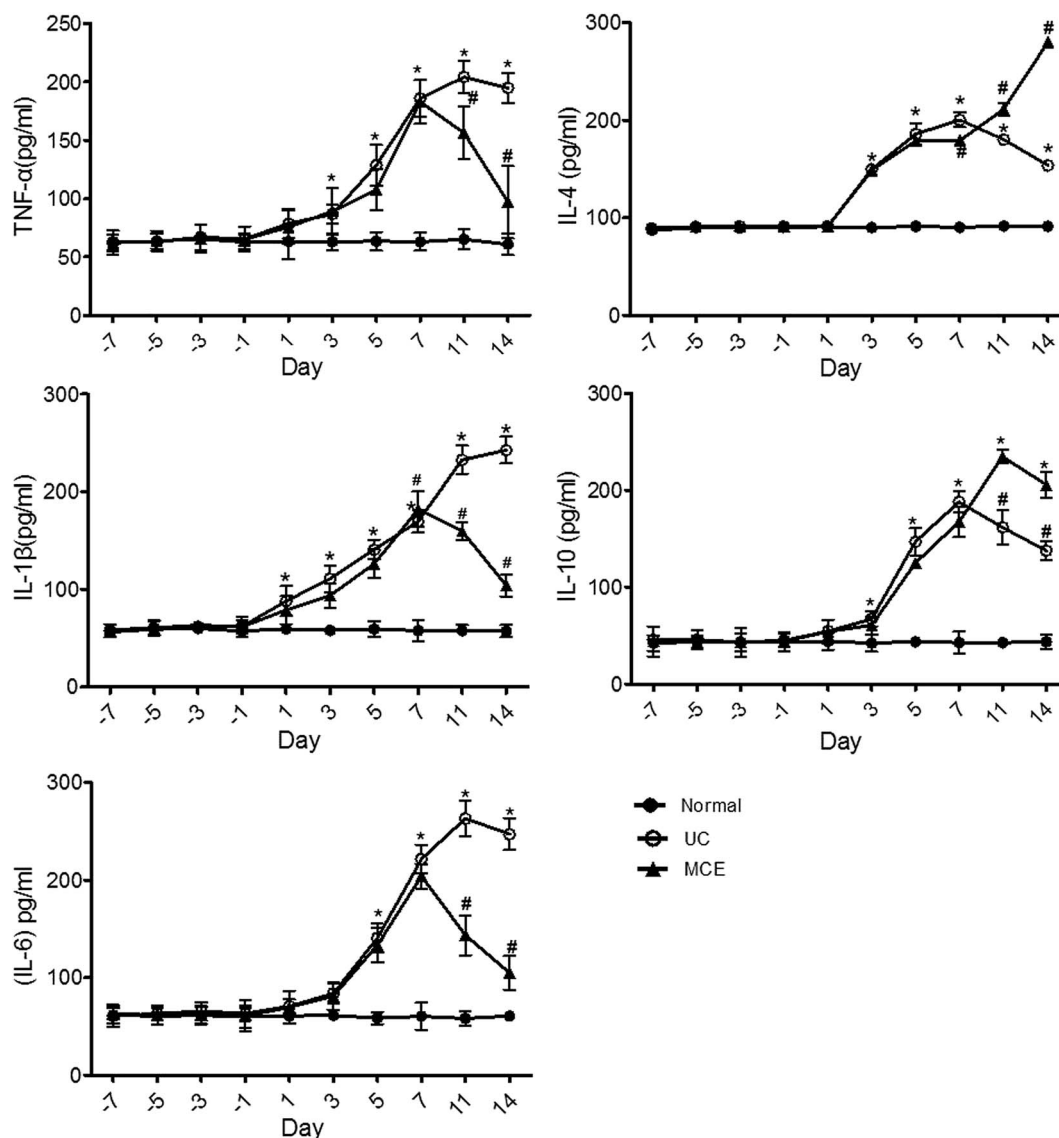 TNF-α(pg/ml)
250
200
150
100
50
0
* * * * *
# #
-7 -5 -3 -1 1 3 5 7 11 14
Day
IL-4 (pg/ml)
300
200
100
0
* * * * *
# # #
-7 -5 -3 -1 1 3 5 7 11 14
Day
IL-1β(pg/ml)
300
200
100
0
* * * * * *
# # #
-7 -5 -3 -1 1 3 5 7 11 14
Day
IL-10 (pg/ml)
300
200
100
0
* * * * *
# #
-7 -5 -3 -1 1 3 5 7 11 14
Day
(IL-6) pg/ml
300
200
100
0
* * * *
# #
-7 -5 -3 -1 1 3 5 7 11 14
Day
Normal
UC
MCE